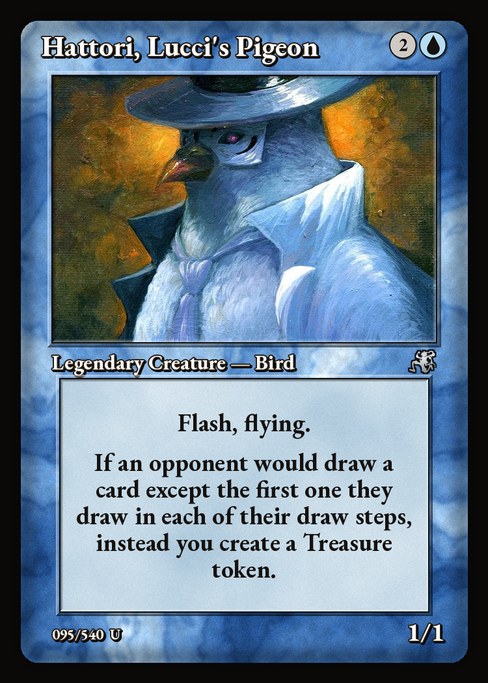 Hattori, Lucci's Pigeon 2
Legendary Creature — Bird
Flash, flying.
If an opponent would draw a
card except the first one they
draw in each of their draw steps,
instead you create a Treasure
token.
095/540 U 1/1